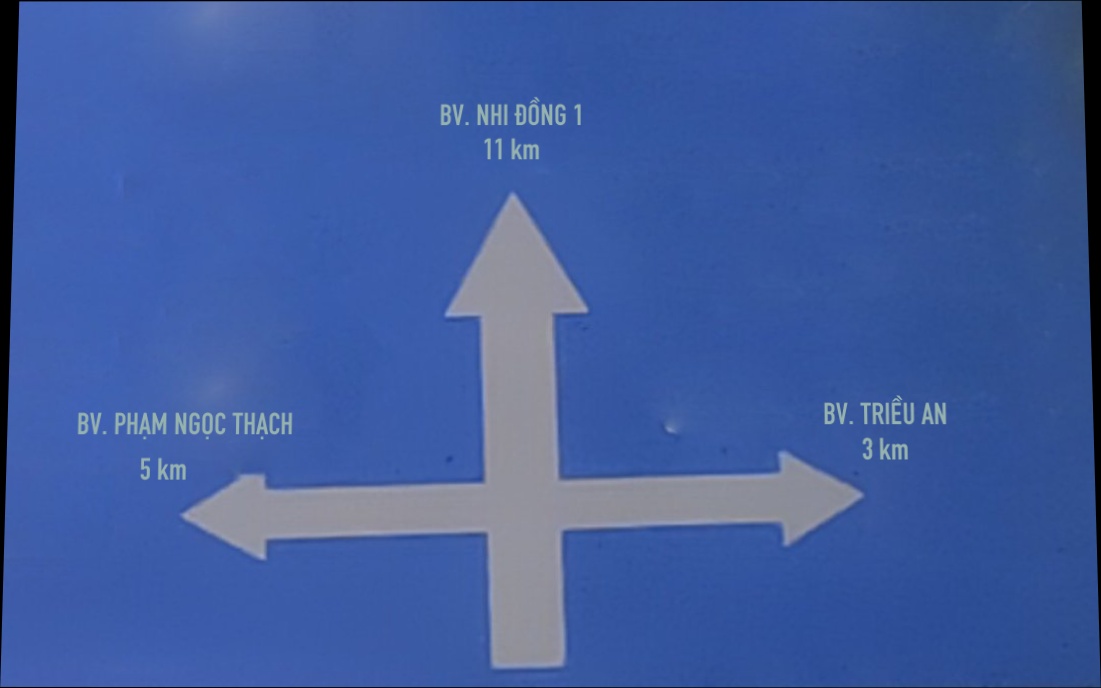 BV. NHI ĐỒNG 1
11 km
BV. PHẠM NGỌC THẠCH
5 km
BV. TRIỀU AN
3 km